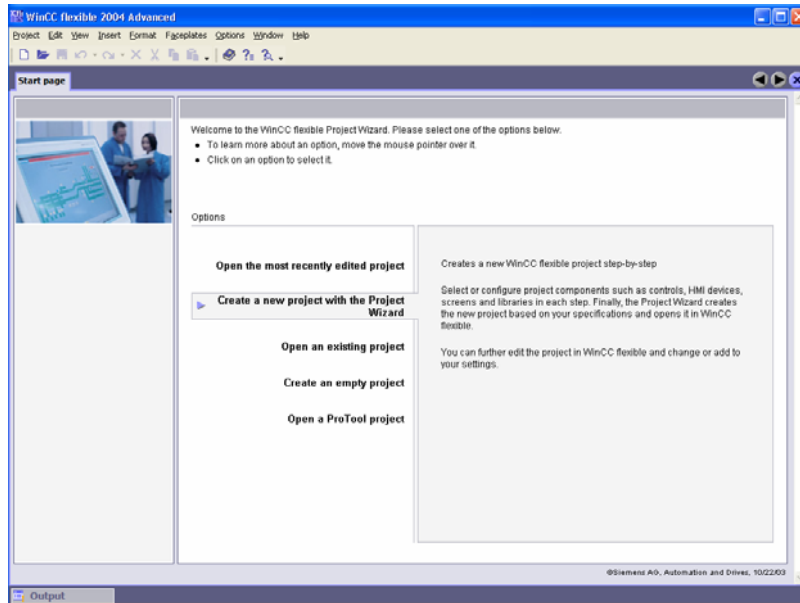 WinCC flexible 2004 Advanced
Project Edit View Insert Format Faceplates Options Window Help
Start page
Welcome to the WinCC flexible Project Wizard. Please select one of the options below.
• To learn more about an option, move the mouse pointer over it.
• Click on an option to select it.
Options
Open the most recently edited project
Create a new project with the Project
Wizard
Open an existing project
Create an empty project
Open a ProTool project
Creates a new WinCC flexible project step-by-step
Select or configure project components such as controls, HMI devices,
screens and libraries in each step. Finally, the Project Wizard creates
the new project based on your specifications and opens it in WinCC
flexible.
You can further edit the project in WinCC flexible and change or add to
your settings.
©Siemens AG, Automation and Drives, 10/22/03
Output